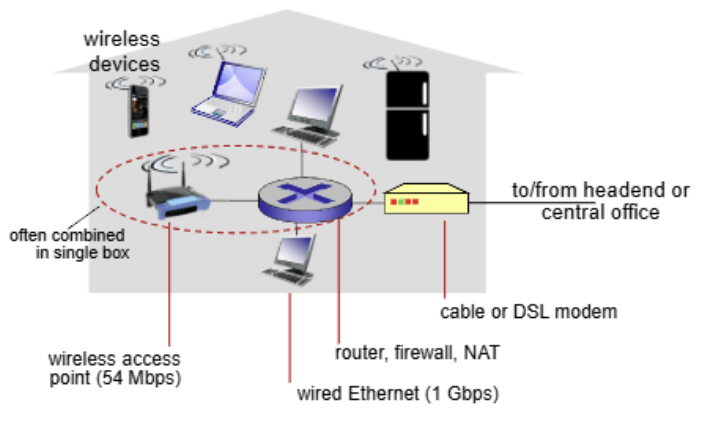 wireless
devices
to/from headend or
central office
often combined
in single box
cable or DSL modem
router, firewall, NAT
wireless access
point (54 Mbps)
wired Ethernet (1 Gbps)